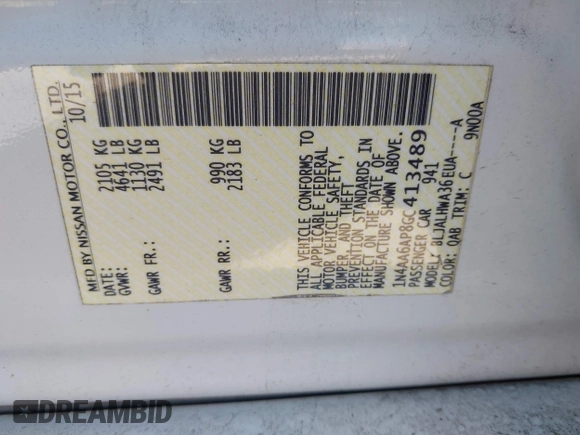 MFD BY NISSAN MOTOR CO., LTD.
DATE: 10/15
GVWR: 2105 KG
4641 LB
GAWR FR: 1130 KG
2491 LB
GAWR RR: 990 KG
2183 LB
THIS VEHICLE CONFORMS TO
ALL APPLICABLE FEDERAL
MOTOR VEHICLE SAFETY,
BUMPER, AND THEFT
PREVENTION STANDARDS IN
EFFECT ON THE DATE OF
MANUFACTURE SHOWN ABOVE.
1N4AA6AP8GC413489
PASSENGER CAR 941
MODEL: BLJALHWA36EUA----A
COLOR: QAB TRIM: C 9N00A
DREAMBID